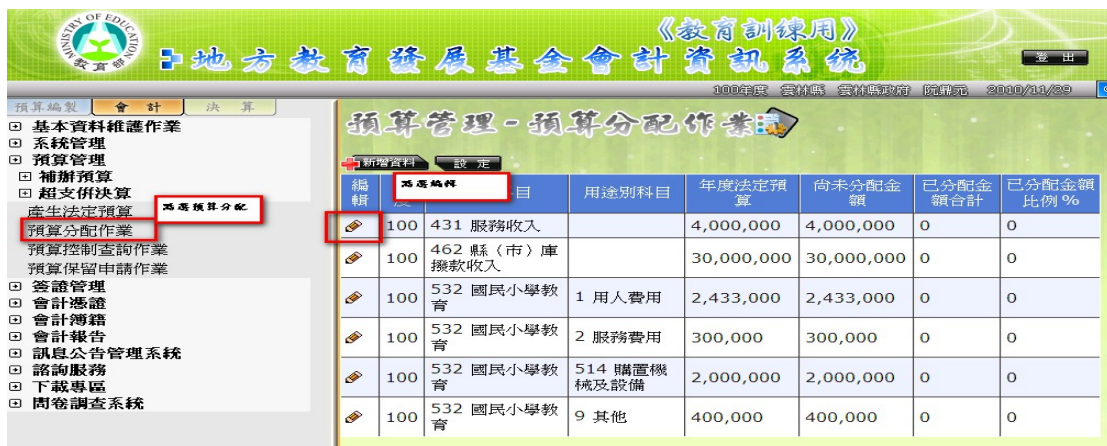 MINISTRY OF EDUCATION
教育部
《教育訓練用》
地方教育發展基金會計資訊系統
登 出
100年度 雲林縣 雲林縣政府 阮鼎元 2010/11/29
預算編製 會 計 決 算
基本資料維護作業
系統管理
預算管理
補辦預算
超支併決算
產生法定預算
點選預算分配
預算分配作業
預算控制查詢作業
預算保留申請作業
簽證管理
會計憑證
會計簿籍
會計報告
訊息公告管理系統
諮詢服務
下載專區
問卷調查系統
預算管理-預算分配作業
新增資料 設 定
編輯 度 點選編輯 目 用途別科目 年度法定預算 尚未分配金額 已分配金額合計 已分配金額比例%
100 431 服務收入 4,000,000 4,000,000 0 0
100 462 縣（市）庫撥款收入 30,000,000 30,000,000 0 0
100 532 國民小學教育 1 用人費用 2,433,000 2,433,000 0 0
100 532 國民小學教育 2 服務費用 300,000 300,000 0 0
100 532 國民小學教育 514 購置機械及設備 2,000,000 2,000,000 0 0
100 532 國民小學教育 9 其他 400,000 400,000 0 0